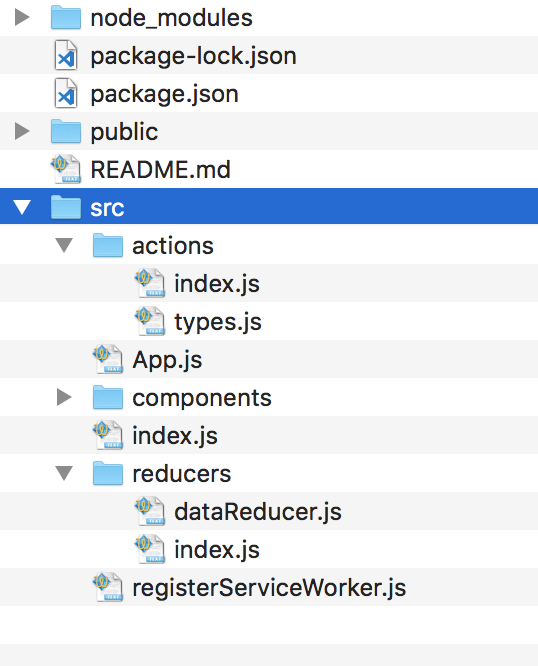 node_modules
package-lock.json
package.json
public
README.md
src
actions
index.js
types.js
App.js
components
index.js
reducers
dataReducer.js
index.js
registerServiceWorker.js